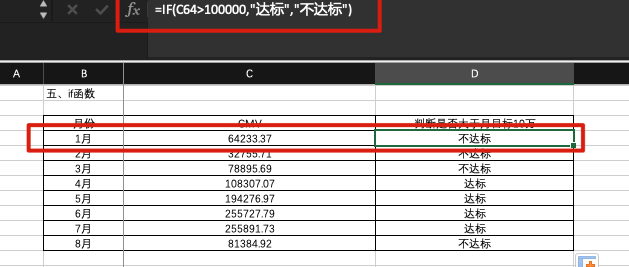 fx =IF(C64>100000,"达标","不达标")
A B C D
五、if函数
月份 GMV 判断是否大于月目标10万
1月 64233.37 不达标
2月 32755.71 不达标
3月 78895.69 不达标
4月 108307.07 达标
5月 194276.97 达标
6月 255727.79 达标
7月 255891.73 达标
8月 81384.92 不达标